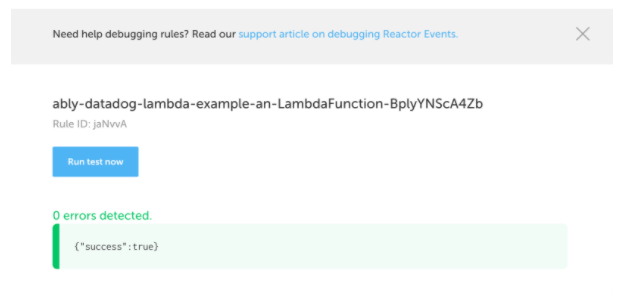 Need help debugging rules? Read our support article on debugging Reactor Events.
ably-datadog-lambda-example-an-LambdaFunction-BplyYNScA4Zb
Rule ID: jaNvvA
Run test now
0 errors detected.
{"success":true}